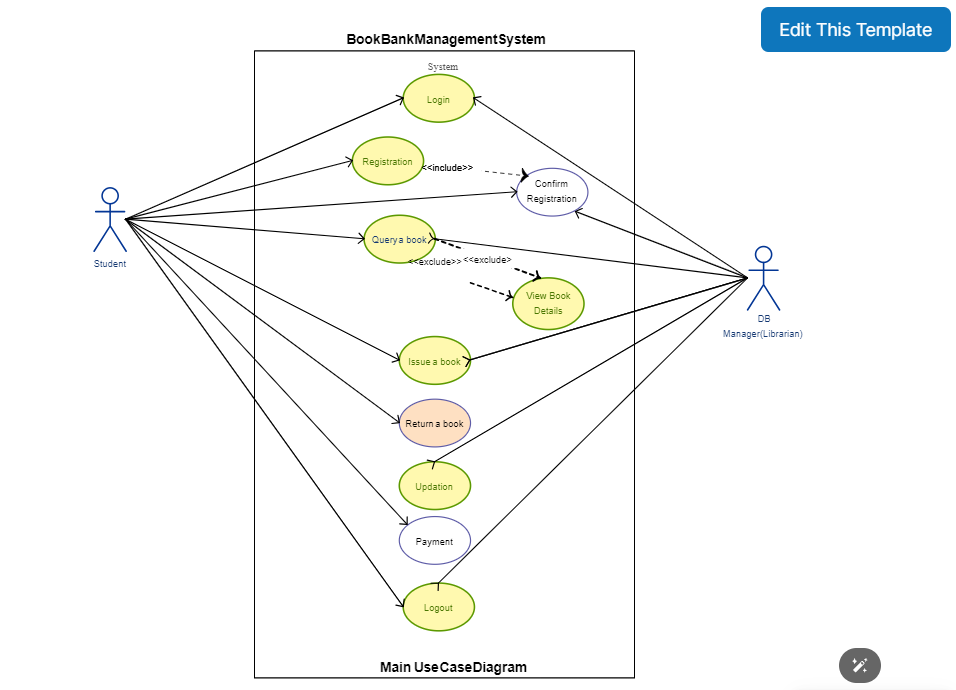 BookBankManagementSystem
Edit This Template
System
Login
Registration
<<include>>
Confirm
Registration
Student
Query a book
<<exclude>>
<<exclude>>
View Book
Details
DB
Manager(Librarian)
Issue a book
Return a book
Updation
Payment
Logout
Main UseCaseDiagram